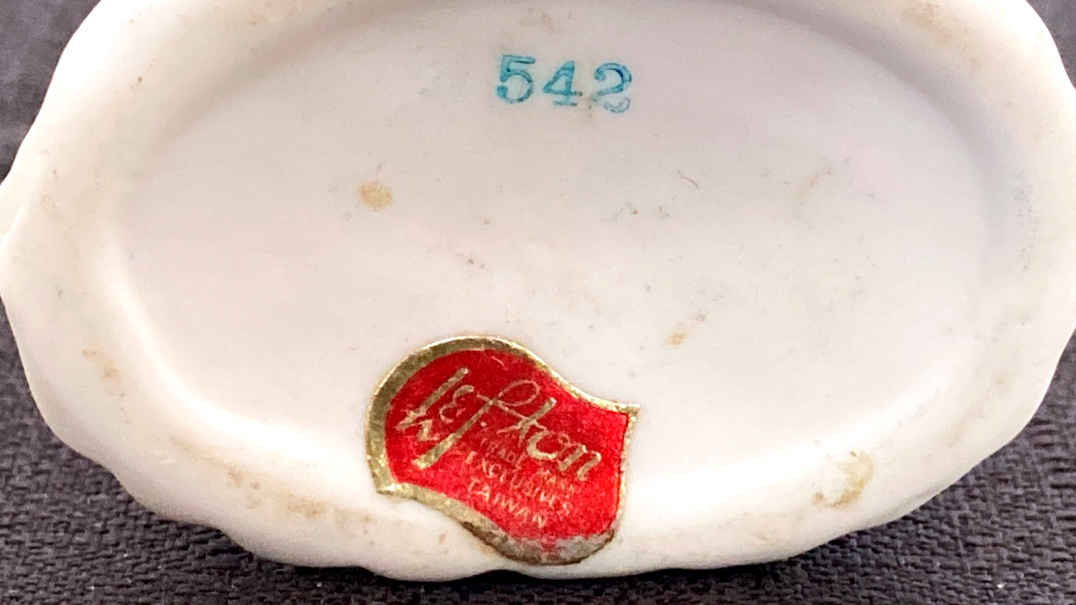 542
Lefton
TRADE MARK
EXCLUSIVES
TAIWAN